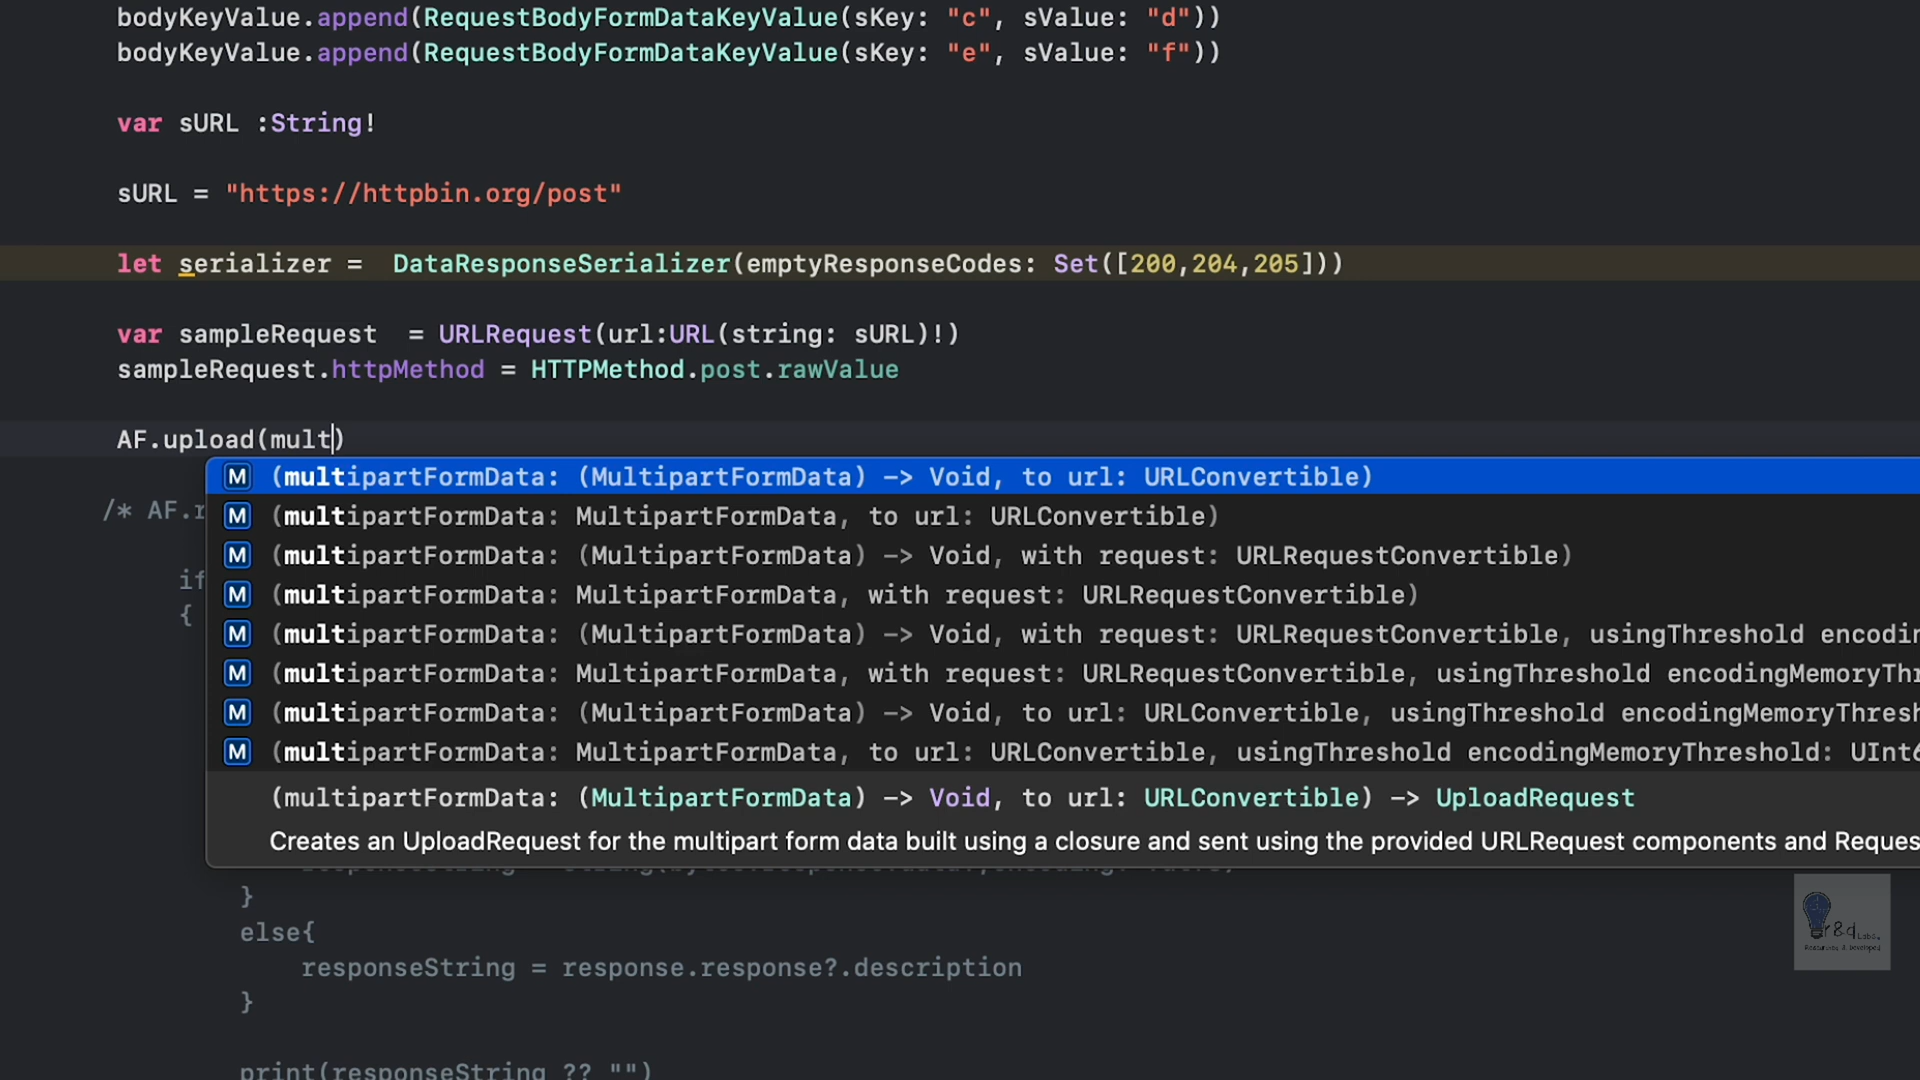 bodyKeyValue.append(RequestBodyFormDataKeyValue(sKey: "c", sValue: "d"))
bodyKeyValue.append(RequestBodyFormDataKeyValue(sKey: "e", sValue: "f"))
var sURL :String!
sURL = "https://httpbin.org/post"
let serializer =  DataResponseSerializer(emptyResponseCodes: Set([200,204,205]))
var sampleRequest  = URLRequest(url:URL(string: sURL)!)
sampleRequest.httpMethod = HTTPMethod.post.rawValue
AF.upload(mult)
M (multipartFormData: (MultipartFormData) -> Void, to url: URLConvertible)
/* AF.r
M (multipartFormData: MultipartFormData, to url: URLConvertible)
M (multipartFormData: (MultipartFormData) -> Void, with request: URLRequestConvertible)
if
M (multipartFormData: MultipartFormData, with request: URLRequestConvertible)
{
M (multipartFormData: (MultipartFormData) -> Void, with request: URLRequestConvertible, usingThreshold encodin
M (multipartFormData: MultipartFormData, with request: URLRequestConvertible, usingThreshold encodingMemoryThr
M (multipartFormData: (MultipartFormData) -> Void, to url: URLConvertible, usingThreshold encodingMemoryThresh
M (multipartFormData: MultipartFormData, to url: URLConvertible, usingThreshold encodingMemoryThreshold: UInt6
(multipartFormData: (MultipartFormData) -> Void, to url: URLConvertible) -> UploadRequest
Creates an UploadRequest for the multipart form data built using a closure and sent using the provided URLRequest components and Reques
}
else{
responseString = response.response?.description
}
print(responseString ?? "")
r&d Labs